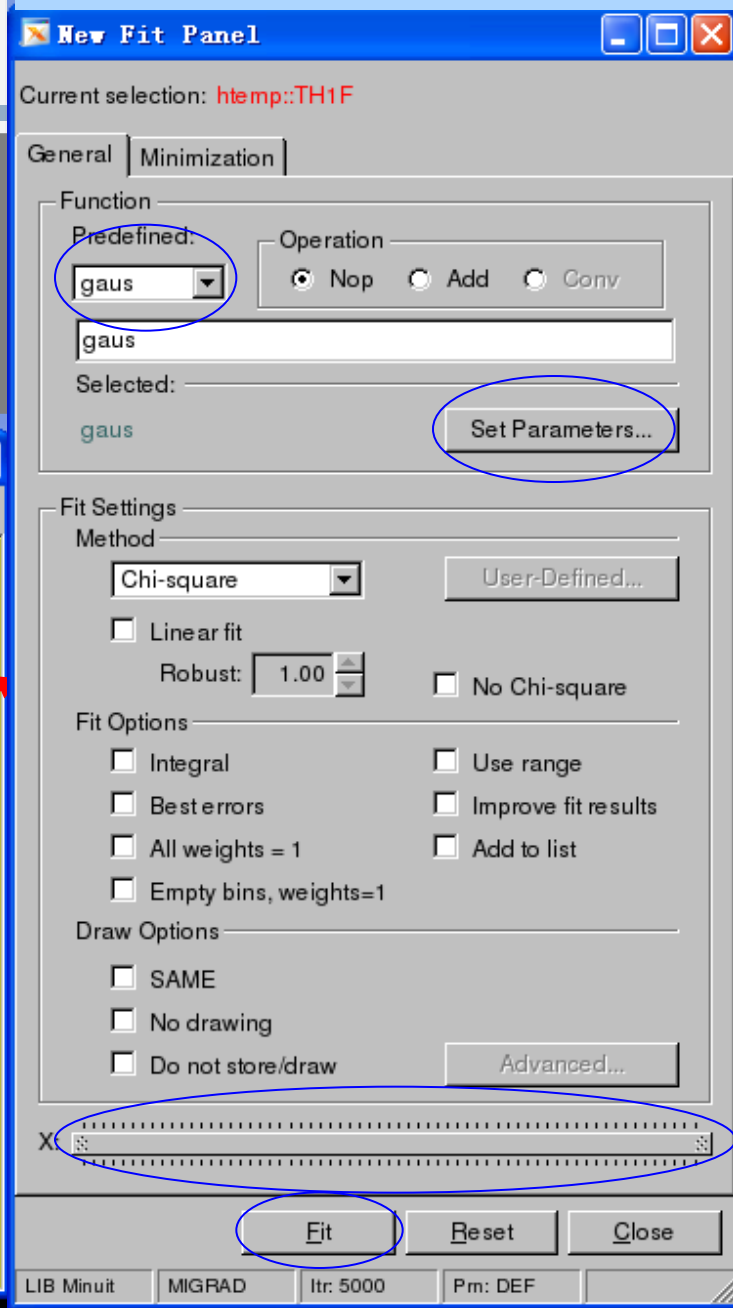 New Fit Panel
Current selection: htemp::TH1F
General Minimization
Function
Predefined: Operation
gaus Nop Add Conv
gaus
Selected:
gaus Set Parameters...
Fit Settings
Method
Chi-square User-Defined...
Linear fit
Robust: 1.00 No Chi-square
Fit Options
Integral Use range
Best errors Improve fit results
All weights = 1 Add to list
Empty bins, weights=1
Draw Options
SAME
No drawing
Do not store/draw Advanced...
X:
Fit Reset Close
LIB Minuit MIGRAD Itr: 5000 Prn: DEF